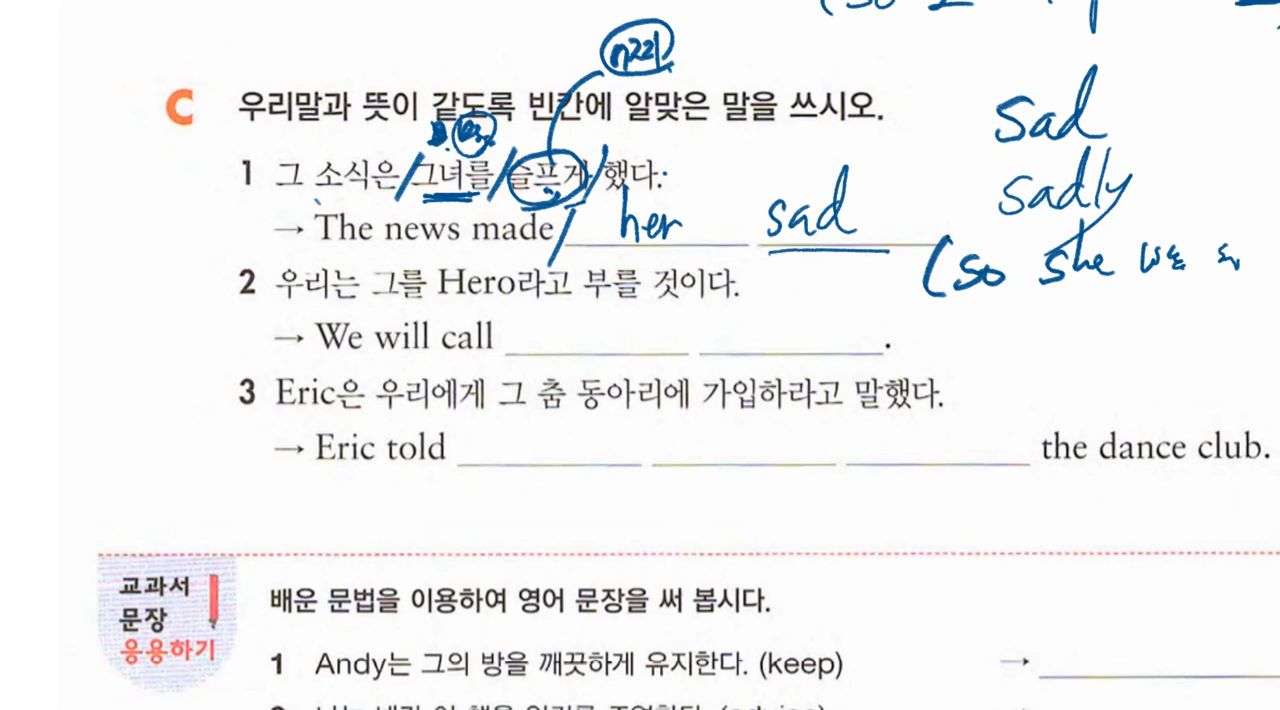 C 우리말과 뜻이 같도록 빈칸에 알맞은 말을 쓰시오.
sad
1 그 소식은/그녀를/슬프게/했다.
sadly
→ The news made / her sad
(so she
2 우리는 그를 Hero라고 부를 것이다.
→ We will call ______ ______.
3 Eric은 우리에게 그 춤 동아리에 가입하라고 말했다.
→ Eric told ______ ______ ______ the dance club.
교과서
문장
응용하기
배운 문법을 이용하여 영어 문장을 써 봅시다.
1 Andy는 그의 방을 깨끗하게 유지한다. (keep) →